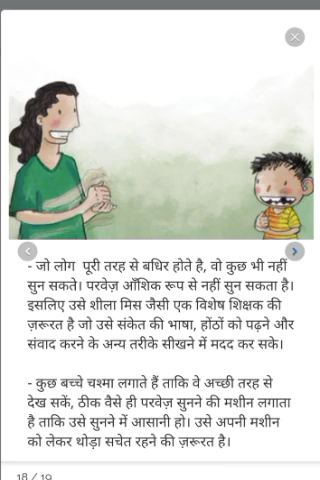 - जो लोग पूरी तरह से बधिर होते है, वो कुछ भी नहीं
सुन सकते। परवेज़ आँशिक रूप से नहीं सुन सकता है।
इसलिए उसे शीला मिस जैसी एक विशेष शिक्षक की
ज़रूरत है जो उसे संकेत की भाषा, होंठों को पढ़ने और
संवाद करने के अन्य तरीके सीखने में मदद कर सके।
- कुछ बच्चे चश्मा लगाते हैं ताकि वे अच्छी तरह से
देख सकें, ठीक वैसे ही परवेज़ सुनने की मशीन लगाता
है ताकि उसे सुनने में आसानी हो। उसे अपनी मशीन
को लेकर थोड़ा सचेत रहने की ज़रूरत है।
18 / 19